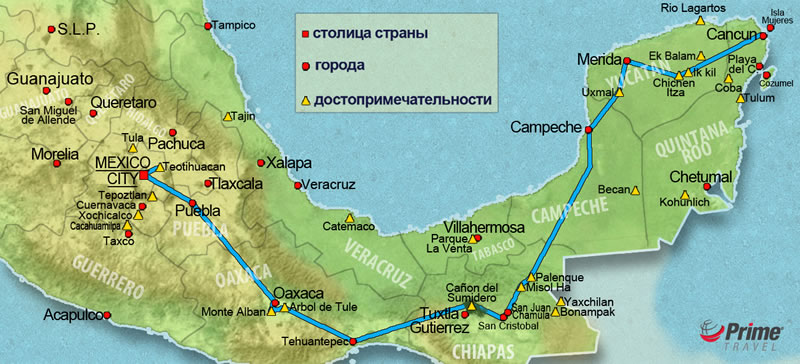 столица страны
города
достопримечательности
S.L.P.
Tampico
Rio Lagartos
Isla
Mujeres
Cancun
Guanajuato
San Miguel
de Allende
Queretaro
Merida
Ek Balam
Ik kil
Chichen
Itza
Playa
del C
Cozumel
YUCATAN
Coba
Tulum
Uxmal
HIDALGO
Tajin
Pachuca
Tula
Campeche
QUINTANA
ROO
Morelia
MEXICO
CITY
Teotihuacan
Xalapa
Tlaxcala
Veracruz
Chetumal
Becan
Kohunlich
Tepoztlan
Cuernavaca
Xochicalco
Cacahuamipa
Taxco
Puebla
PUEBLA
Catemaco
VERACRUZ
Villahermosa
Parque
La Venta
TABASCO
CAMPECHE
GUERRERO
OAXACA
Oaxaca
Monte Alban
Arbol de Tule
Cañon del
Sumidero
Palenque
Misol Ha
Yaxchilan
Bonampak
Acapulco
Tehuantepec
Tuxtla
Gutierrez
San Juan
Chamula
San Cristobal
CHIAPAS
Prime
TRAVEL